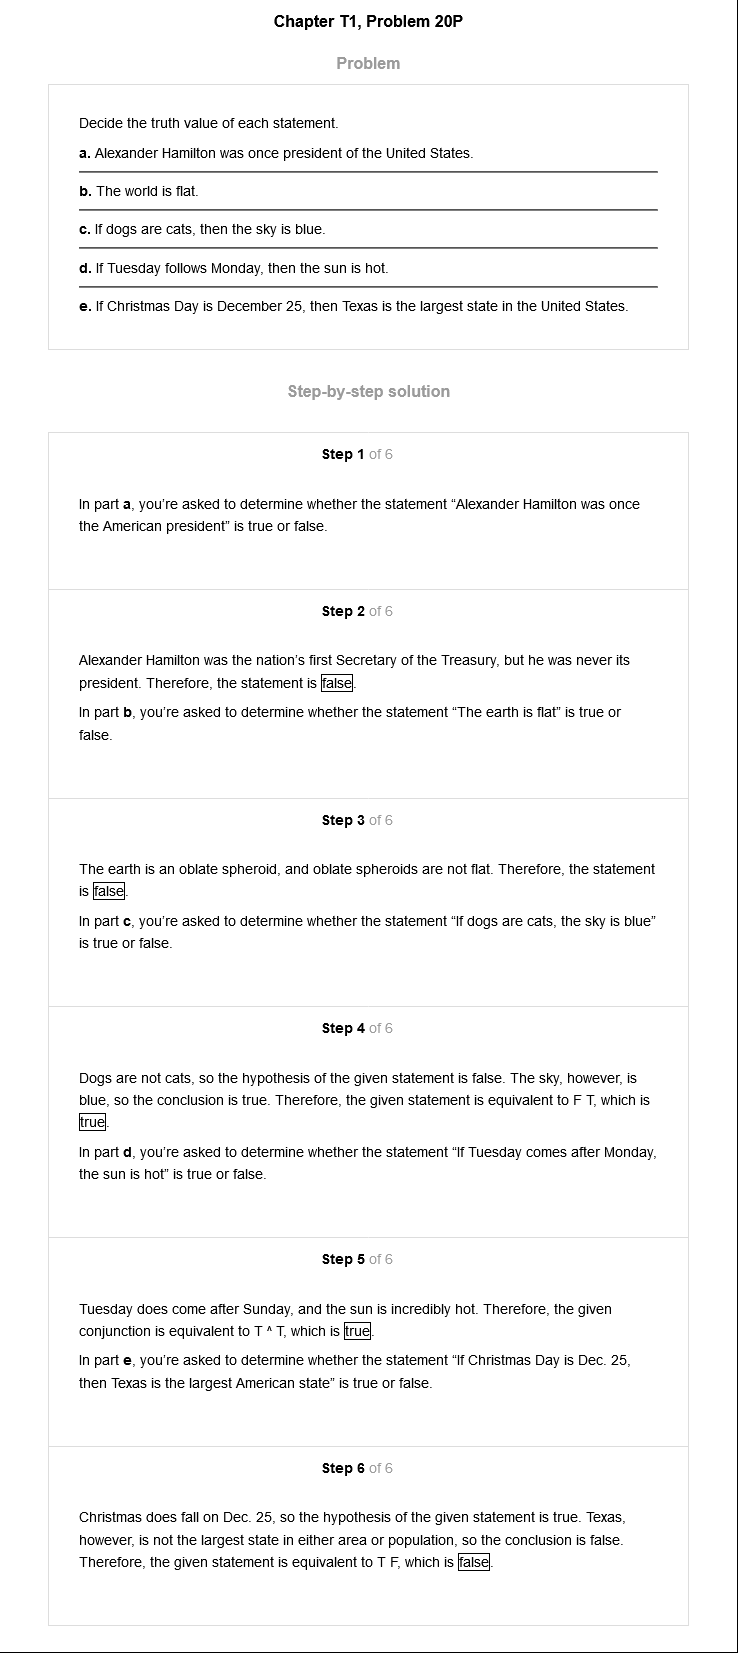 Chapter T1, Problem 20P
Problem
Decide the truth value of each statement.
a. Alexander Hamilton was once president of the United States.
b. The world is flat.
c. If dogs are cats, then the sky is blue.
d. If Tuesday follows Monday, then the sun is hot.
e. If Christmas Day is December 25, then Texas is the largest state in the United States.
Step-by-step solution
Step 1 of 6
In part a, you're asked to determine whether the statement “Alexander Hamilton was once
the American president” is true or false.
Step 2 of 6
Alexander Hamilton was the nation's first Secretary of the Treasury, but he was never its
president. Therefore, the statement is false.
In part b, you're asked to determine whether the statement “The earth is flat” is true or
false.
Step 3 of 6
The earth is an oblate spheroid, and oblate spheroids are not flat. Therefore, the statement
is false.
In part c, you're asked to determine whether the statement “If dogs are cats, the sky is blue”
is true or false.
Step 4 of 6
Dogs are not cats, so the hypothesis of the given statement is false. The sky, however, is
blue, so the conclusion is true. Therefore, the given statement is equivalent to F T, which is
true.
In part d, you're asked to determine whether the statement “If Tuesday comes after Monday,
the sun is hot” is true or false.
Step 5 of 6
Tuesday does come after Sunday, and the sun is incredibly hot. Therefore, the given
conjunction is equivalent to T ^ T, which is true.
In part e, you're asked to determine whether the statement “If Christmas Day is Dec. 25,
then Texas is the largest American state” is true or false.
Step 6 of 6
Christmas does fall on Dec. 25, so the hypothesis of the given statement is true. Texas,
however, is not the largest state in either area or population, so the conclusion is false.
Therefore, the given statement is equivalent to T F, which is false.